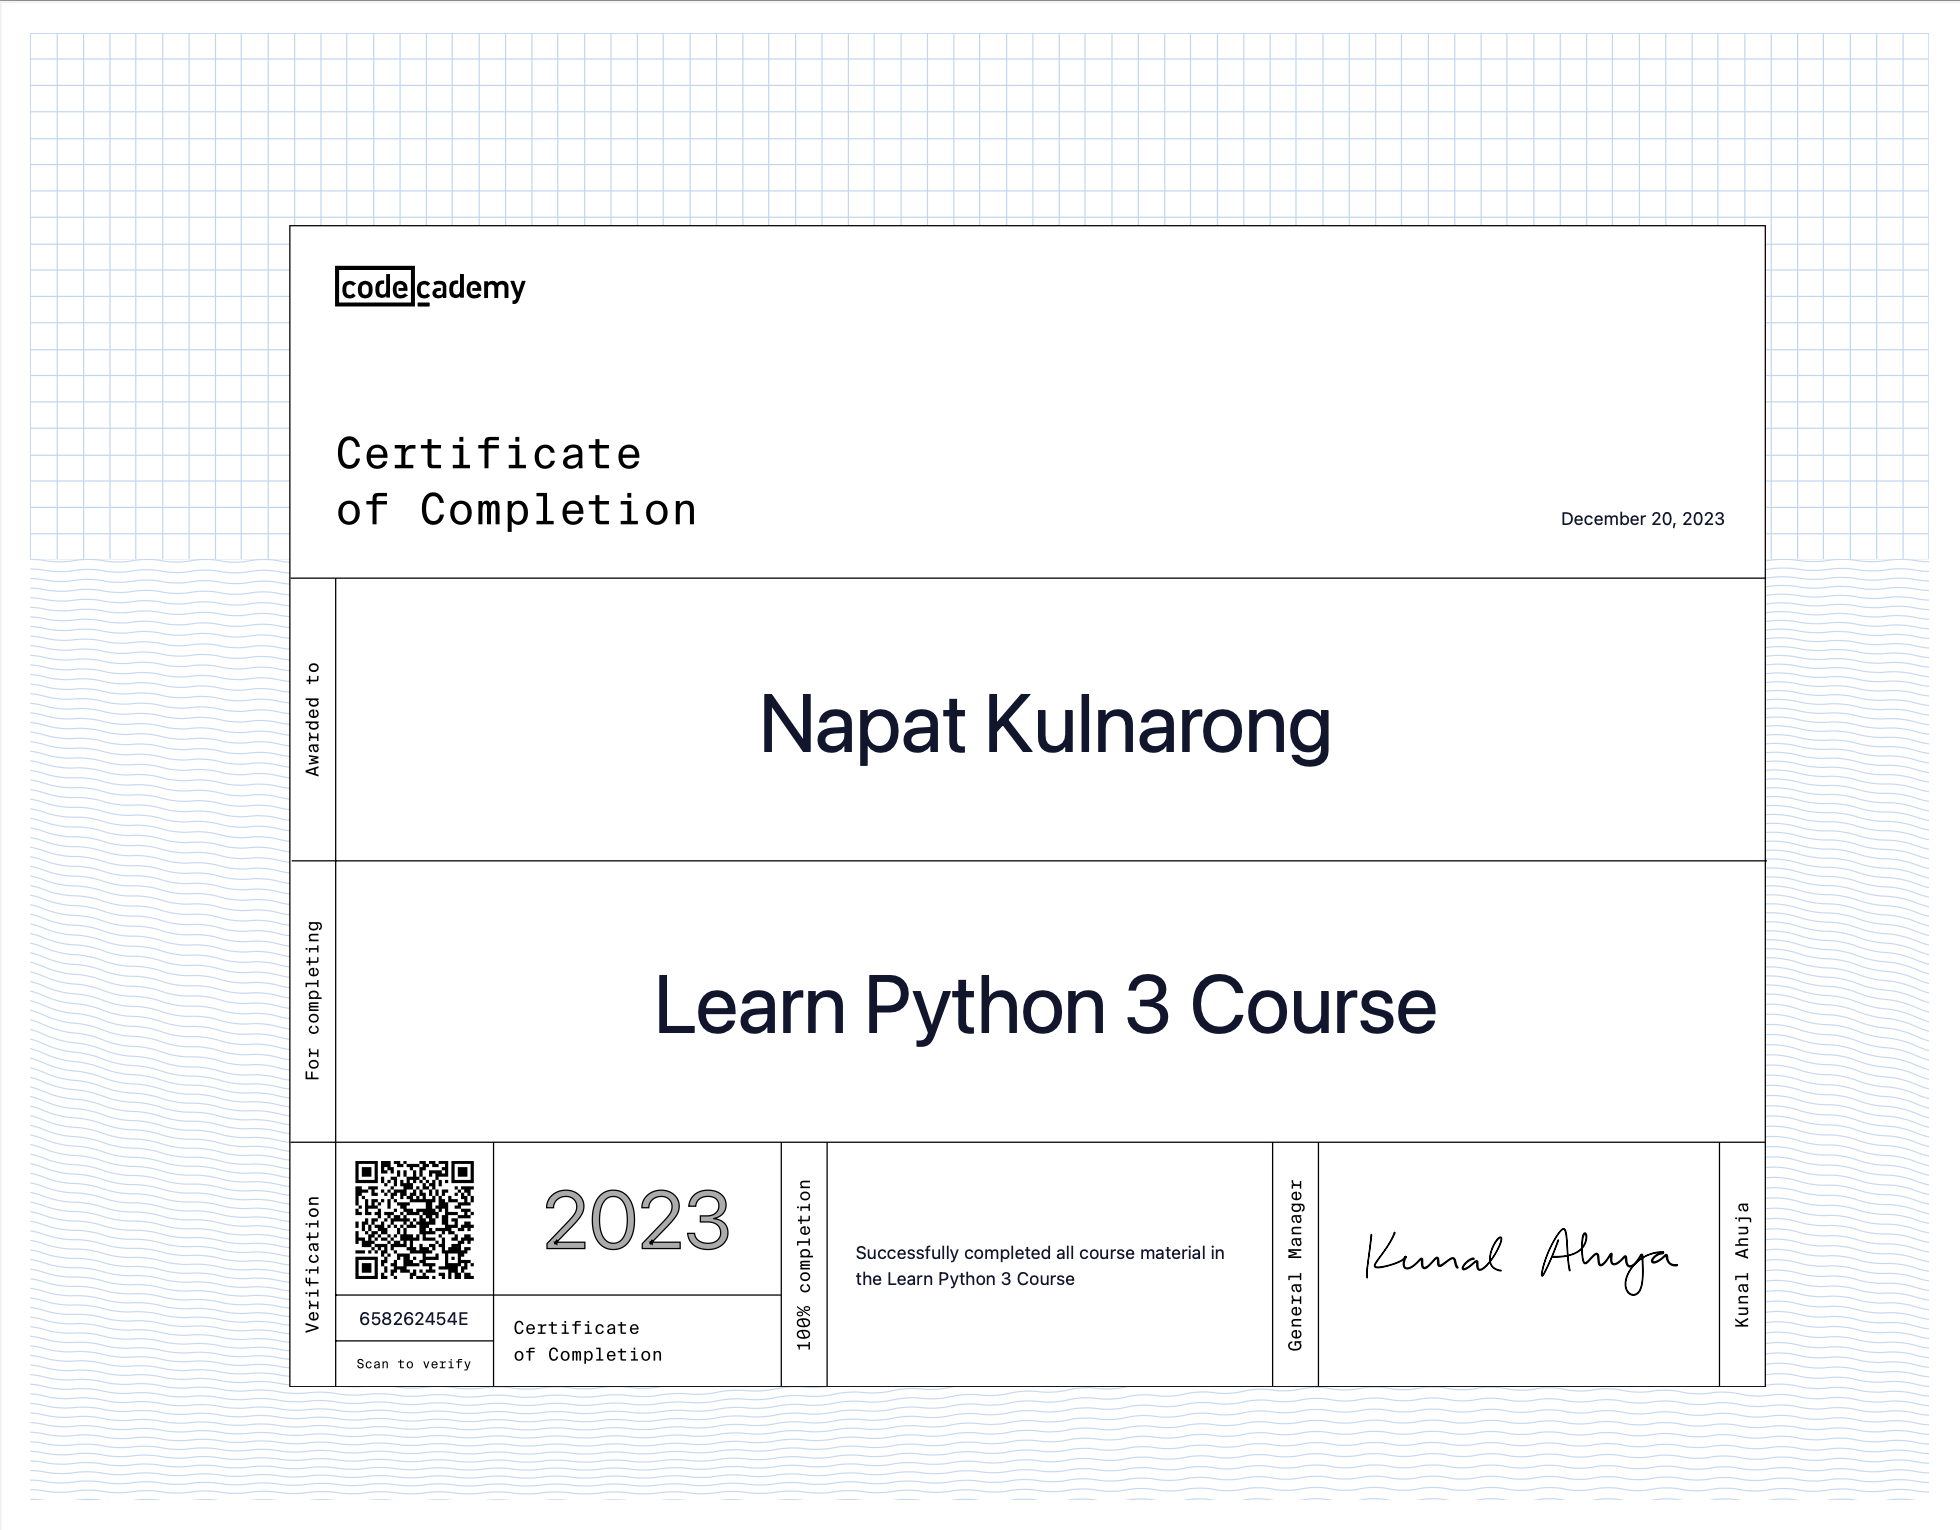 codecademy
Certificate
of Completion
December 20, 2023
Awarded to
Napat Kulnarong
For completing
Learn Python 3 Course
Verification
658262454E
Scan to verify
2023
Certificate
of Completion
100% completion
Successfully completed all course material in
the Learn Python 3 Course
General Manager
Kunal Ahuja
Kunal Ahuja